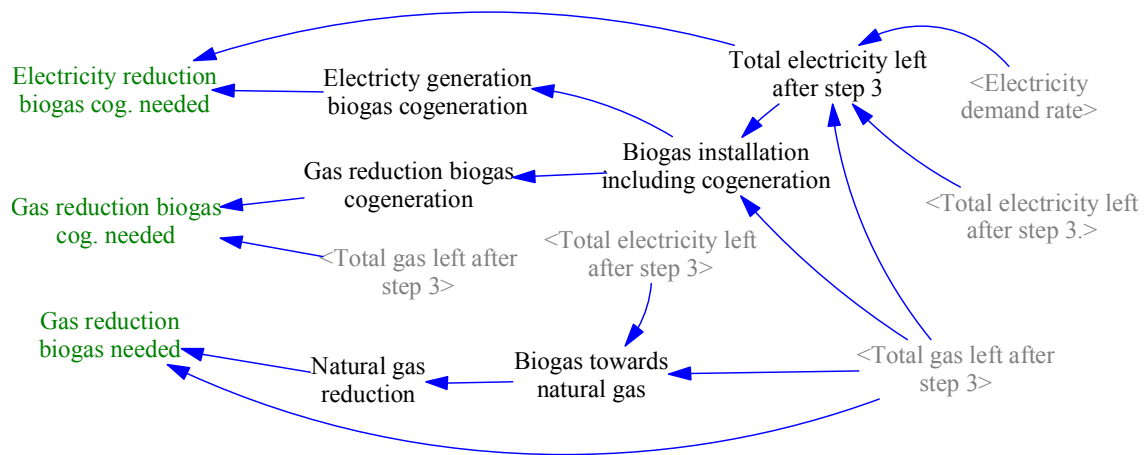 Electricity reduction
biogas cog. needed
Electricty generation
biogas cogeneration
Total electricity left
after step 3
<Electricity
demand rate>
Biogas installation
including cogeneration
Gas reduction biogas
cogeneration
Gas reduction biogas
cog. needed
<Total electricity left
after step 3.>
<Total electricity left
after step 3>
<Total gas left after
step 3>
Gas reduction
biogas needed
Natural gas
reduction
Biogas towards
natural gas
<Total gas left after
step 3>